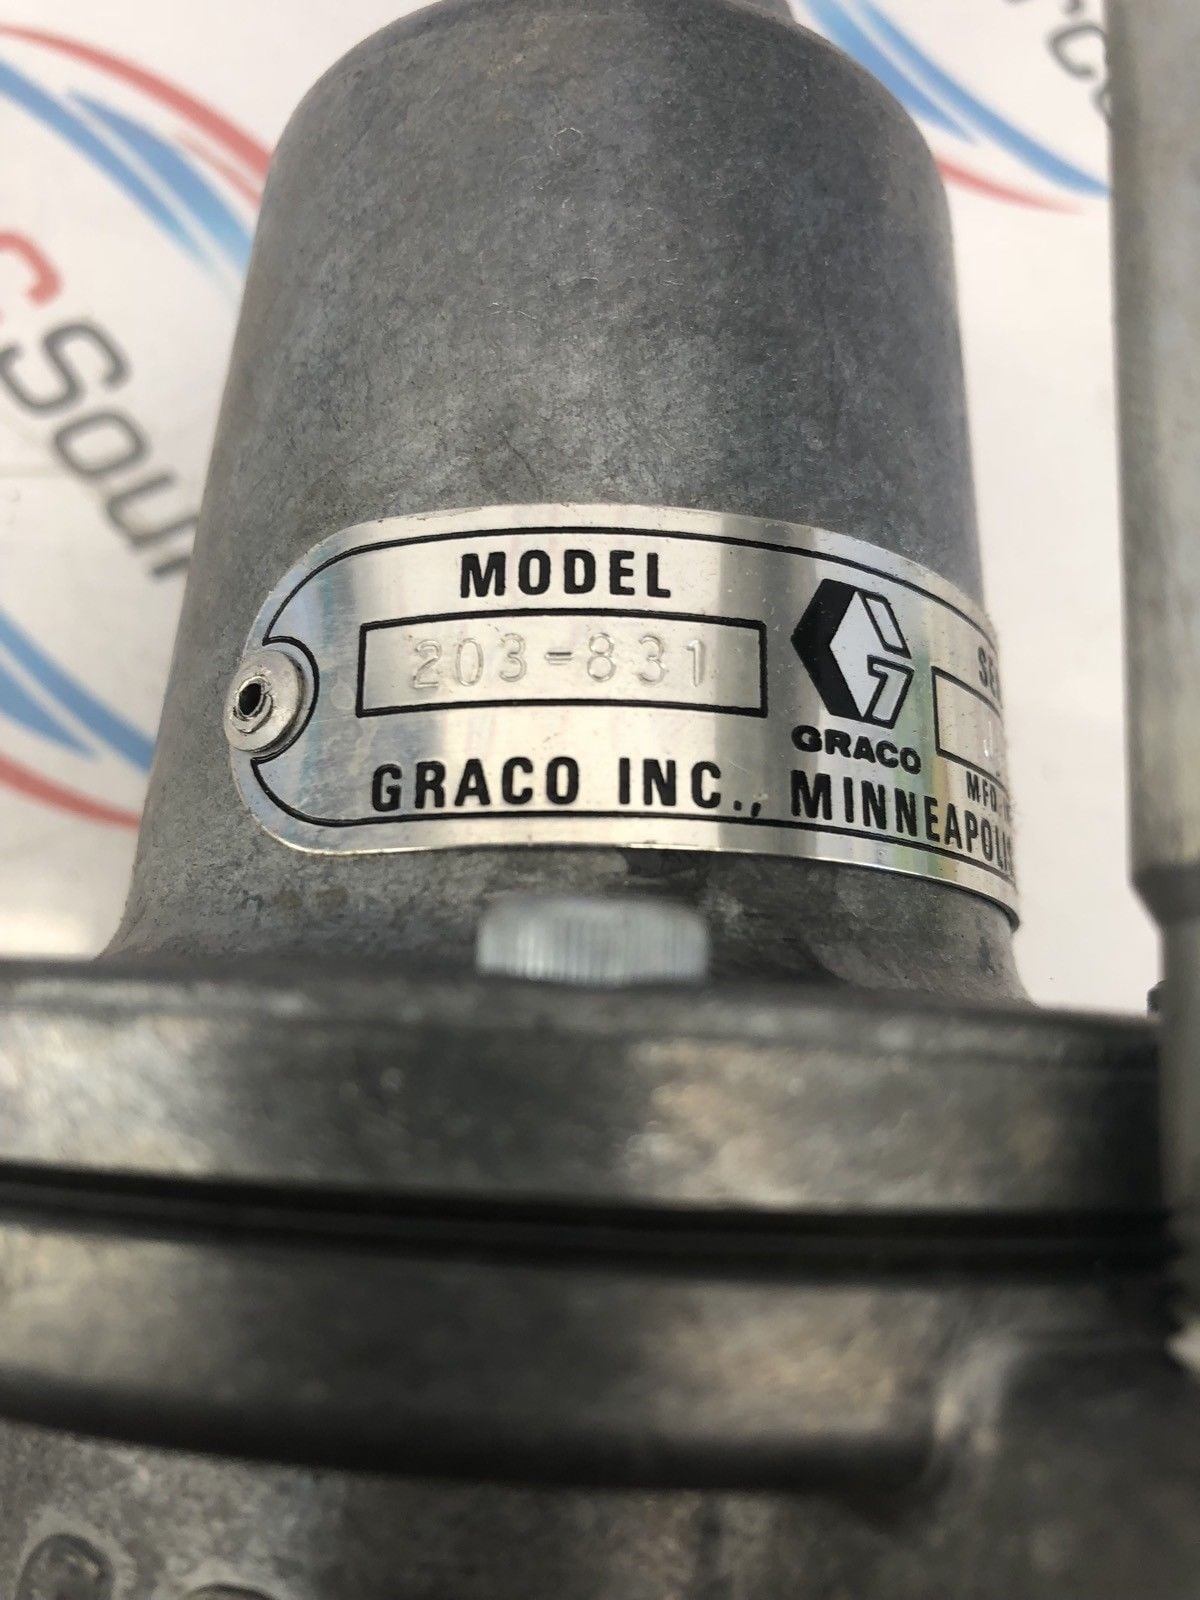 MODEL
203-831
GRACO
GRACO INC., MINNEAPOLIS